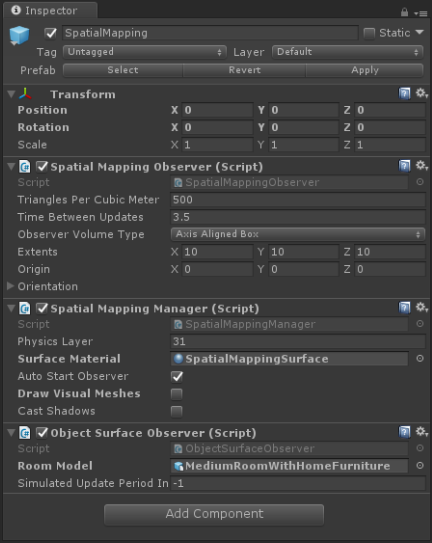 Inspector
SpatialMapping Static
Tag Untagged Layer Default
Prefab Select Revert Apply
Transform
Position X 0 Y 0 Z 0
Rotation X 0 Y 0 Z 0
Scale X 1 Y 1 Z 1
Spatial Mapping Observer (Script)
Script SpatialMappingObserver
Triangles Per Cubic Meter 500
Time Between Updates 3.5
Observer Volume Type Axis Aligned Box
Extents X 10 Y 10 Z 10
Origin X 0 Y 0 Z 0
Orientation
Spatial Mapping Manager (Script)
Script SpatialMappingManager
Physics Layer 31
Surface Material SpatialMappingSurface
Auto Start Observer
Draw Visual Meshes
Cast Shadows
Object Surface Observer (Script)
Script ObjectSurfaceObserver
Room Model MediumRoomWithHomeFurniture
Simulated Update Period In -1
Add Component